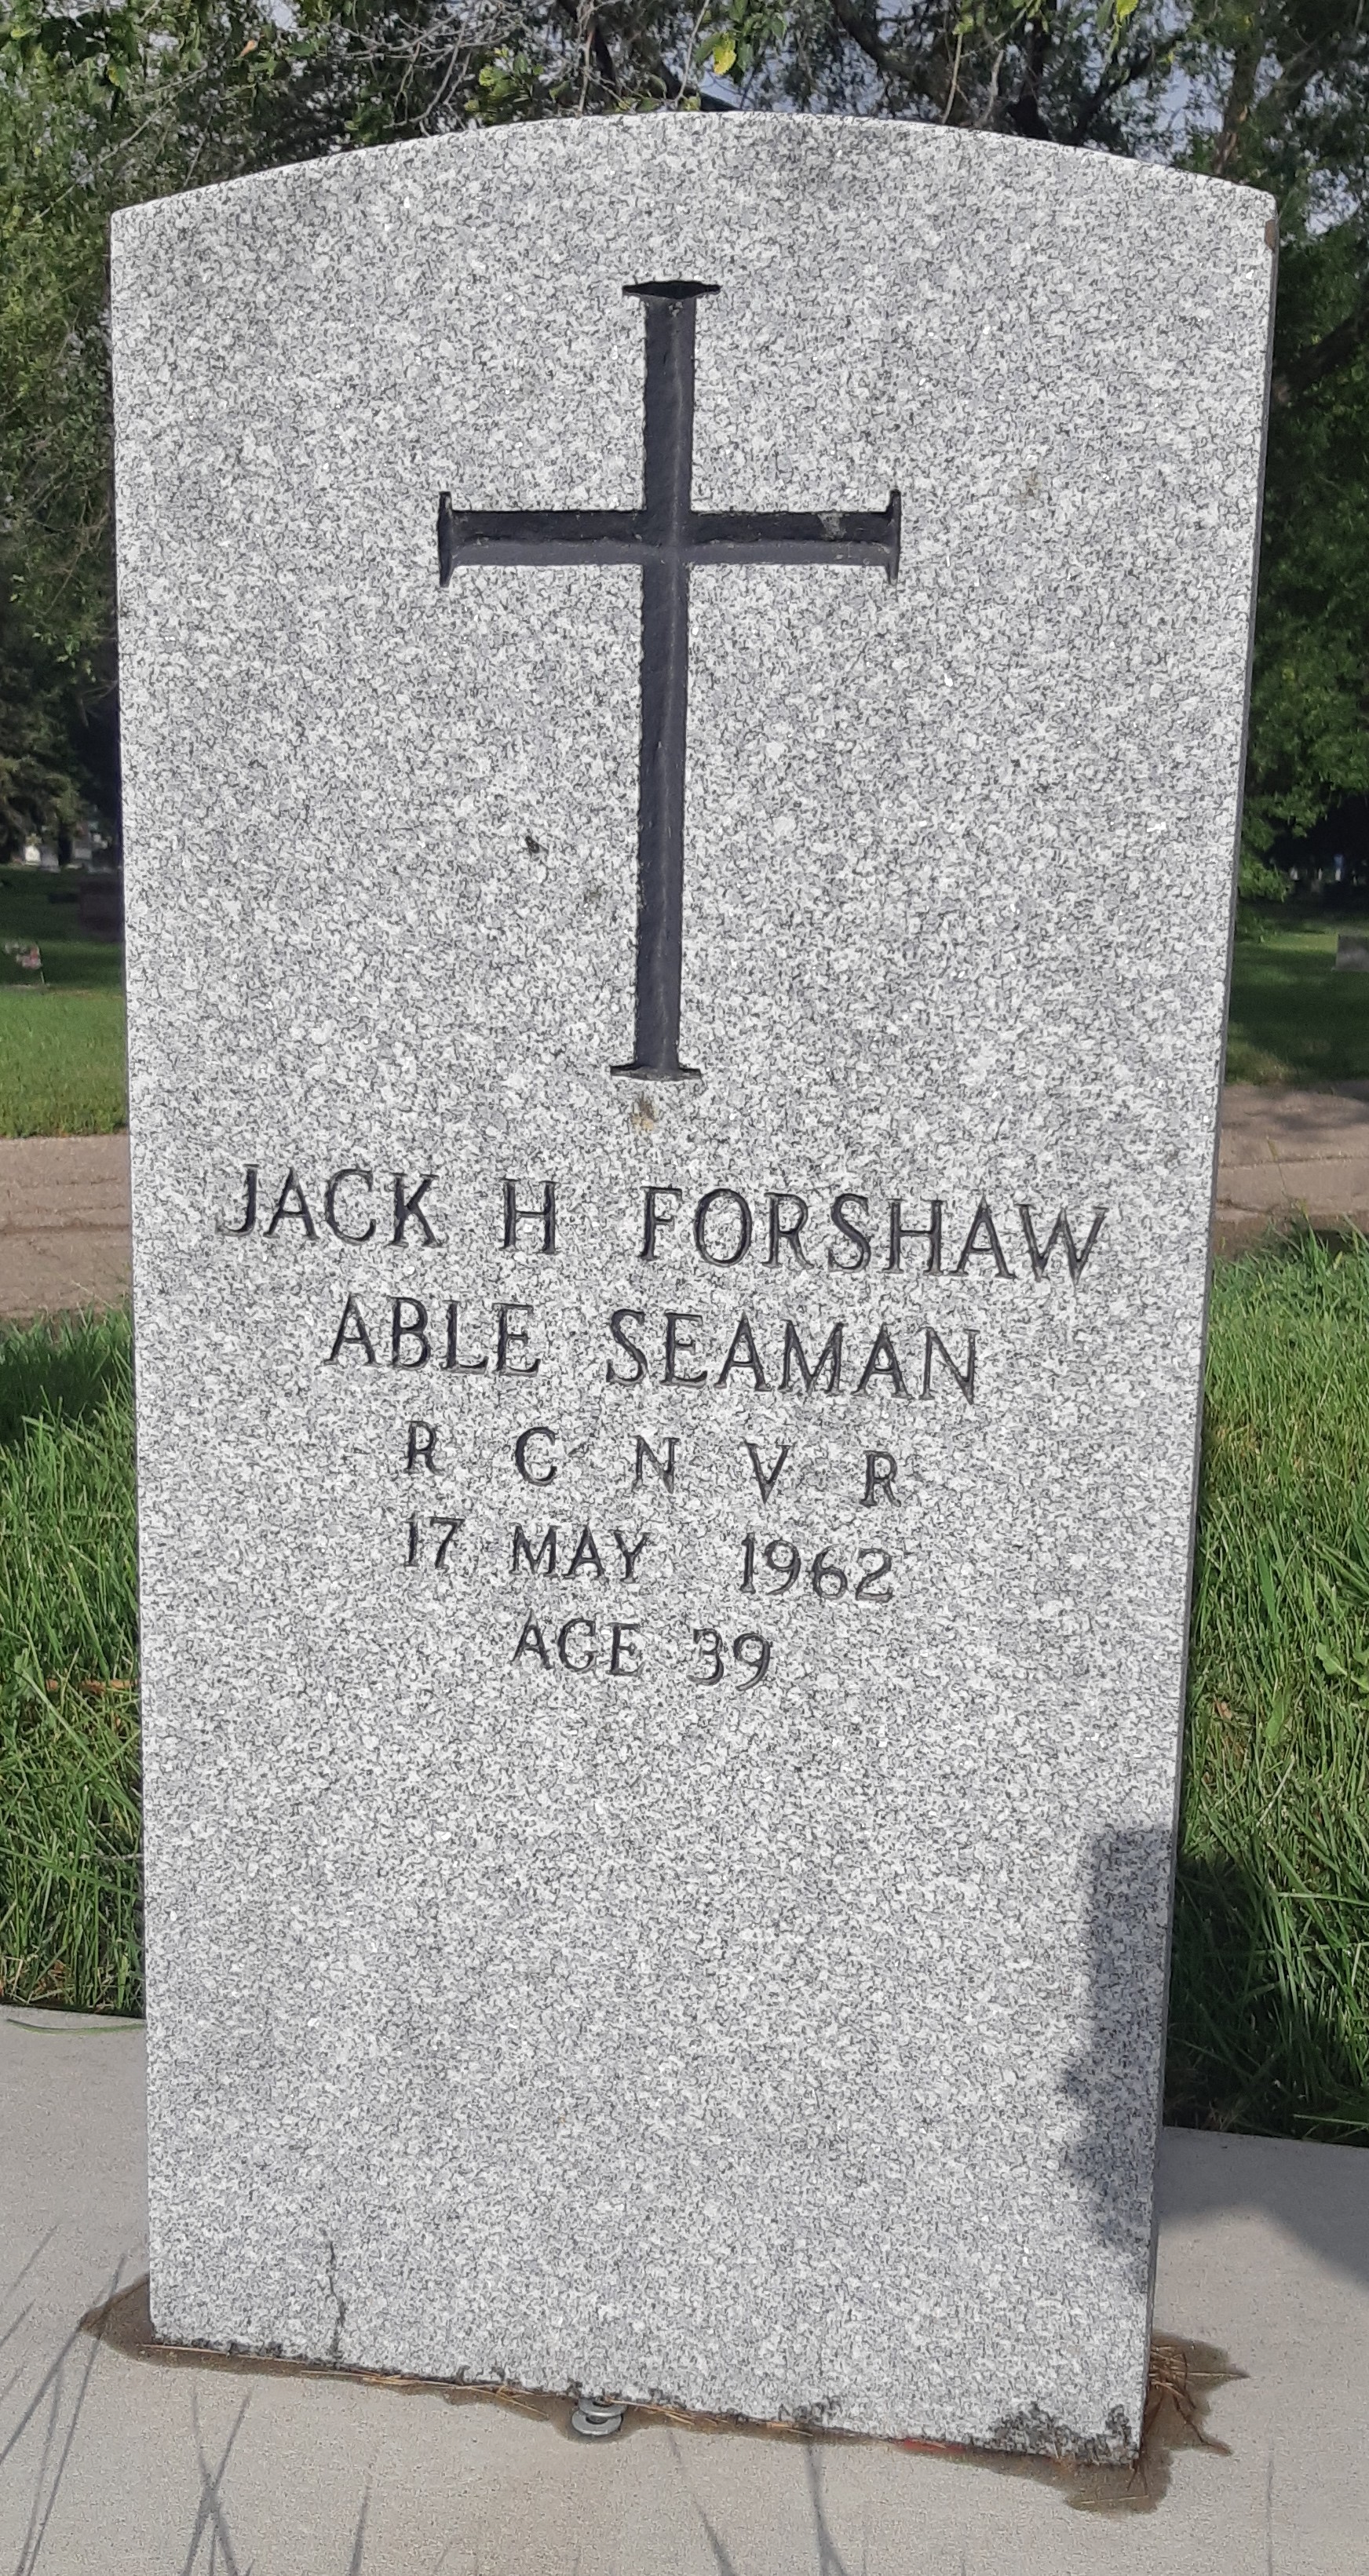 JACK H FORSHAW
ABLE SEAMAN
R C N V R
17 MAY 1962
AGE 39